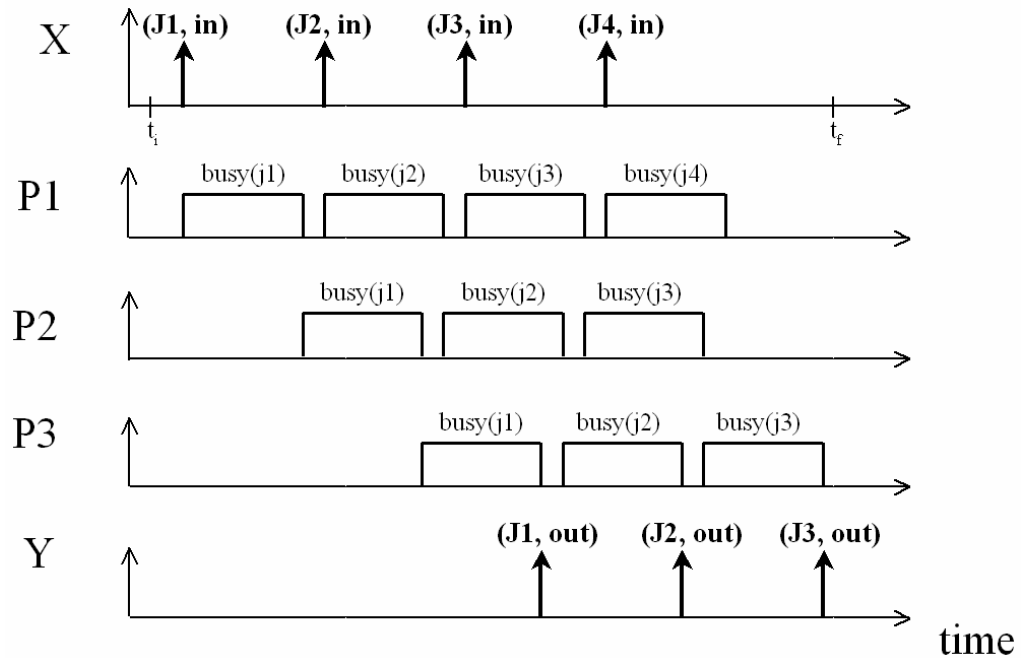 X
(J1, in) (J2, in) (J3, in) (J4, in)
ti tf
P1
busy(j1) busy(j2) busy(j3) busy(j4)
P2
busy(j1) busy(j2) busy(j3)
P3
busy(j1) busy(j2) busy(j3)
Y
(J1, out) (J2, out) (J3, out)
time